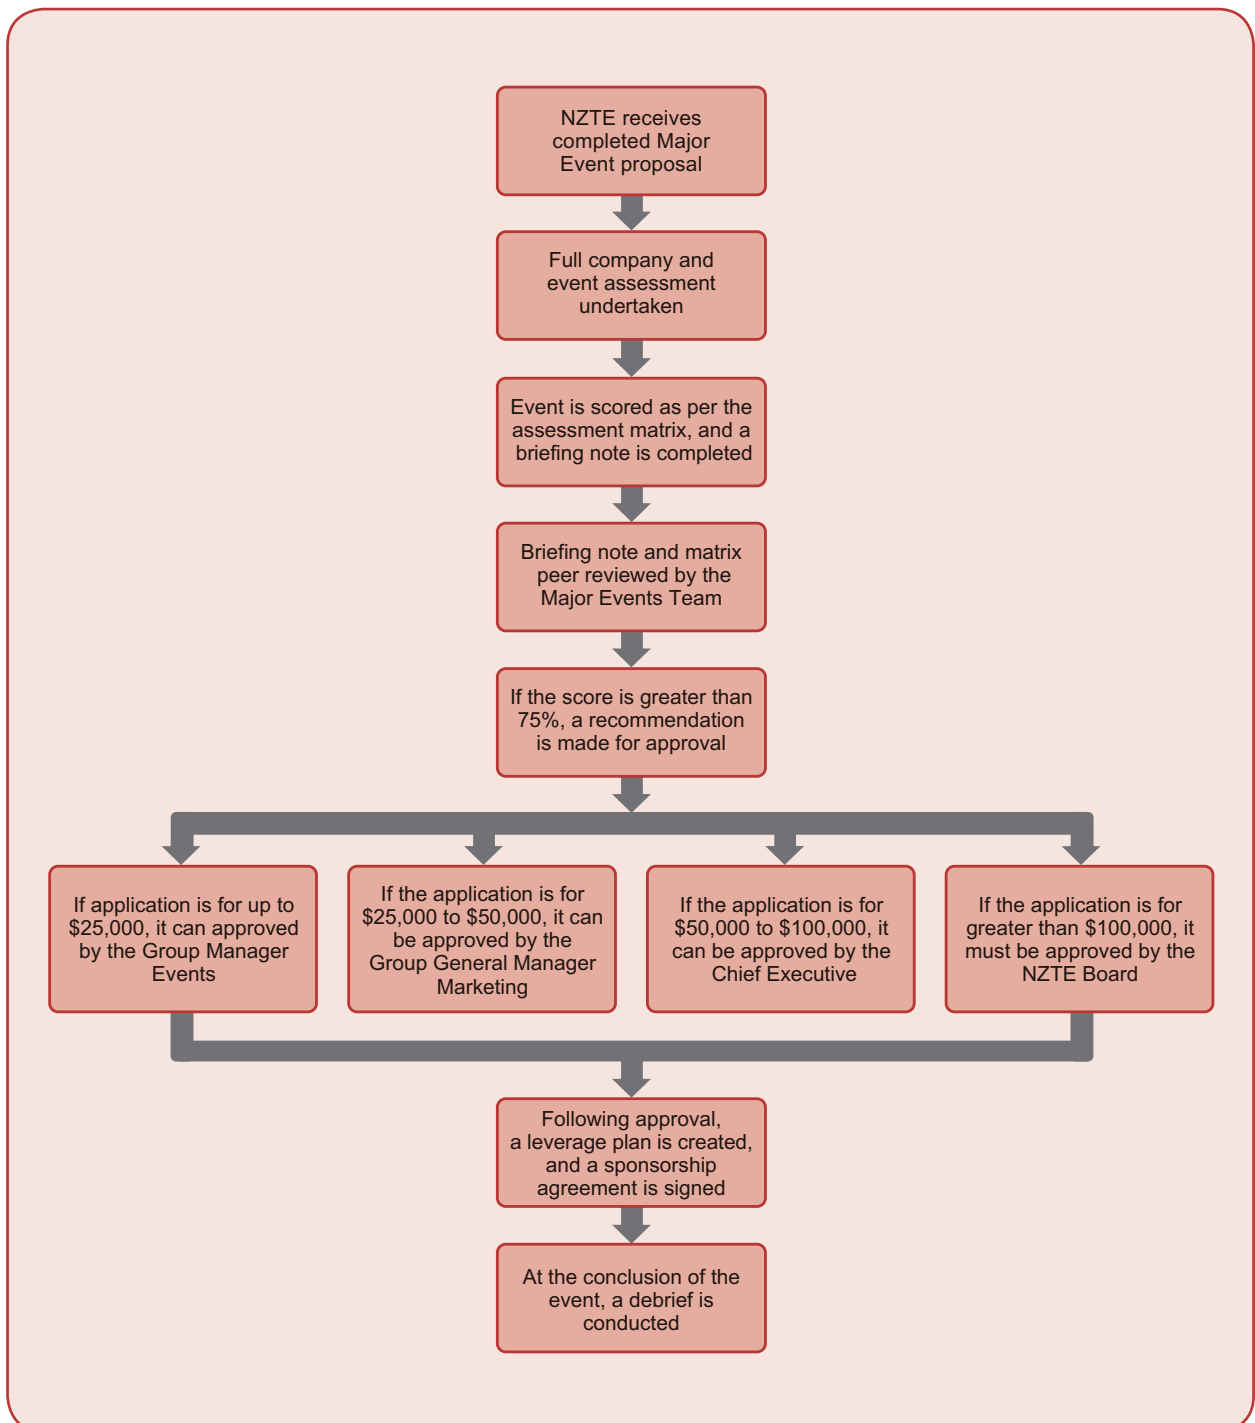 NZTE receives
completed Major
Event proposal
Full company and
event assessment
undertaken
Event is scored as per the
assessment matrix, and a
briefing note is completed
Briefing note and matrix
peer reviewed by the
Major Events Team
If the score is greater than
75%, a recommendation
is made for approval
If application is for up to
$25,000, it can approved
by the Group Manager
Events
If the application is for
$25,000 to $50,000, it can
be approved by the
Group General Manager
Marketing
If the application is for
$50,000 to $100,000, it
can be approved by the
Chief Executive
If the application is for
greater than $100,000, it
must be approved by the
NZTE Board
Following approval,
a leverage plan is created,
and a sponsorship
agreement is signed
At the conclusion of the
event, a debrief is
conducted